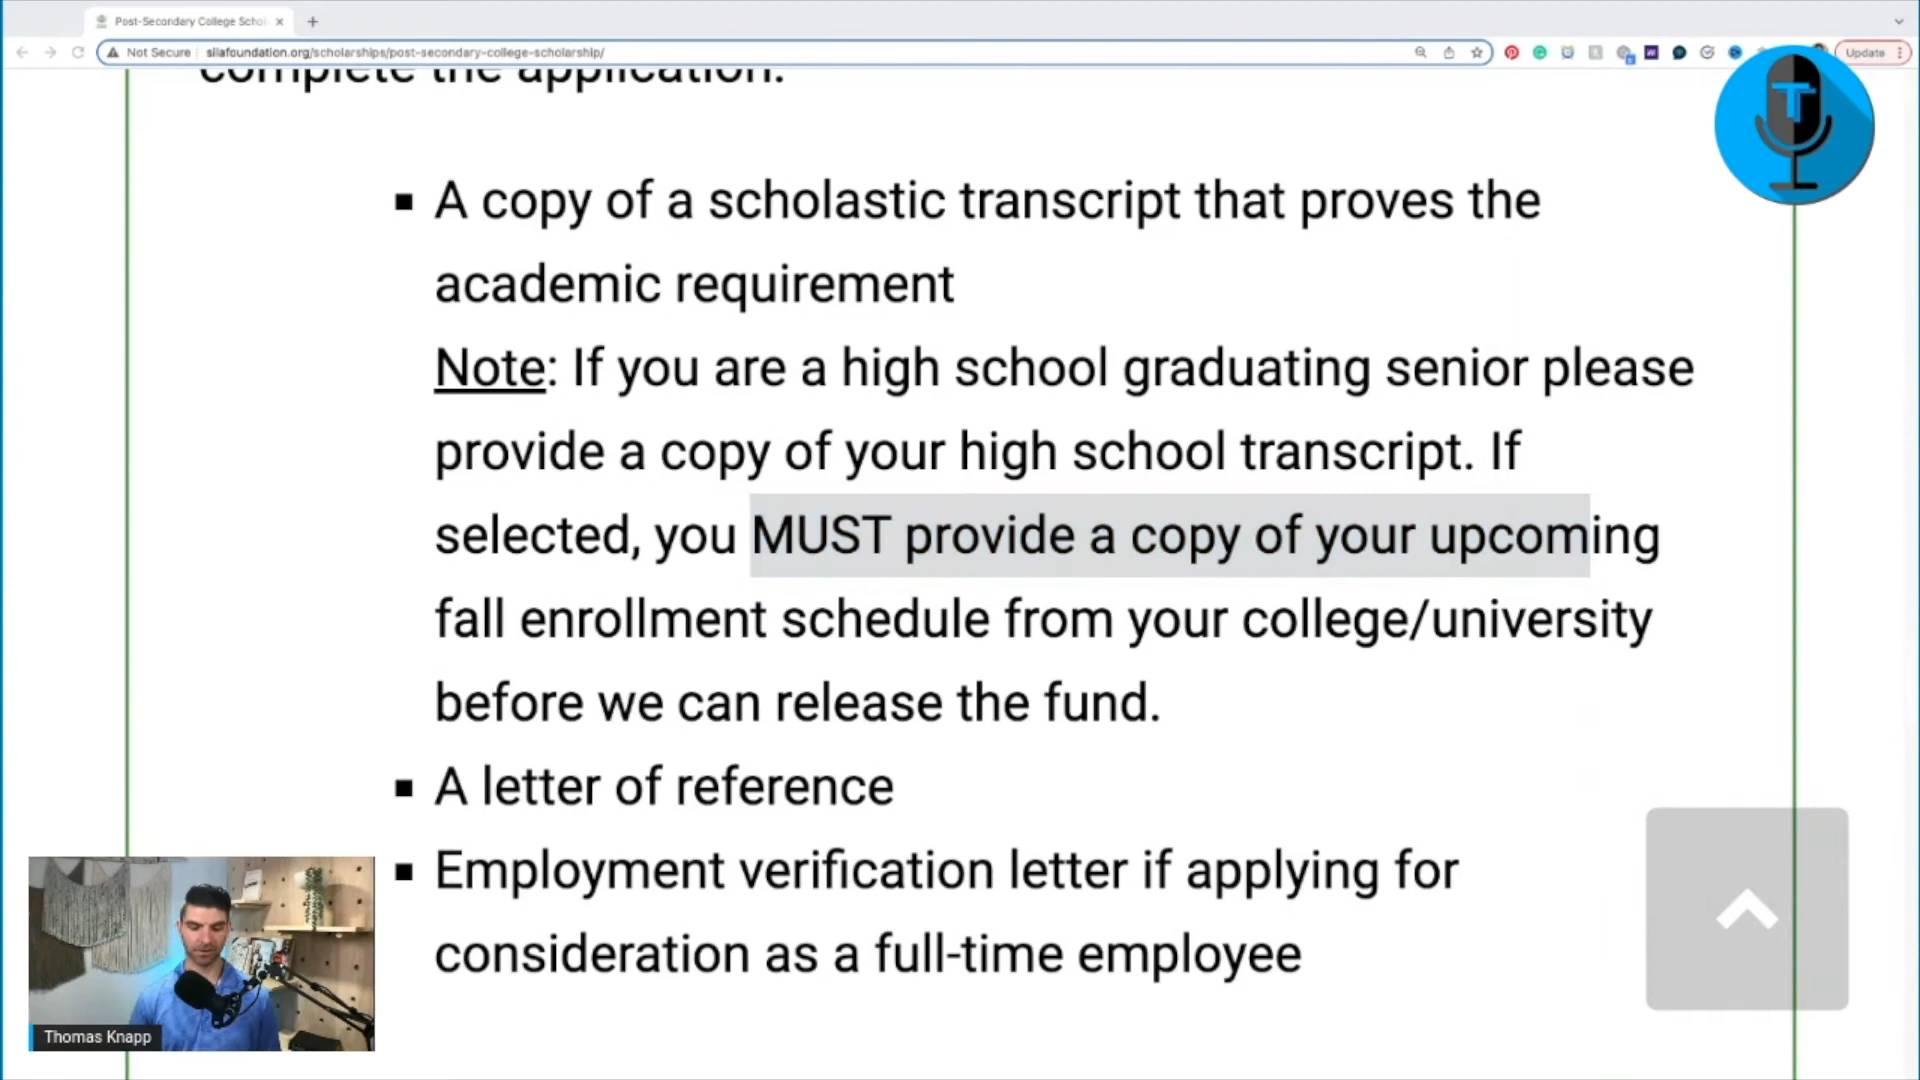 Post-Secondary College Schol
Not Secure silafoundation.org/scholarships/post-secondary-college-scholarship/
Update
complete the application.
T
▪ A copy of a scholastic transcript that proves the
academic requirement
Note: If you are a high school graduating senior please
provide a copy of your high school transcript. If
selected, you MUST provide a copy of your upcoming
fall enrollment schedule from your college/university
before we can release the fund.
▪ A letter of reference
▪ Employment verification letter if applying for
consideration as a full-time employee
Thomas Knapp